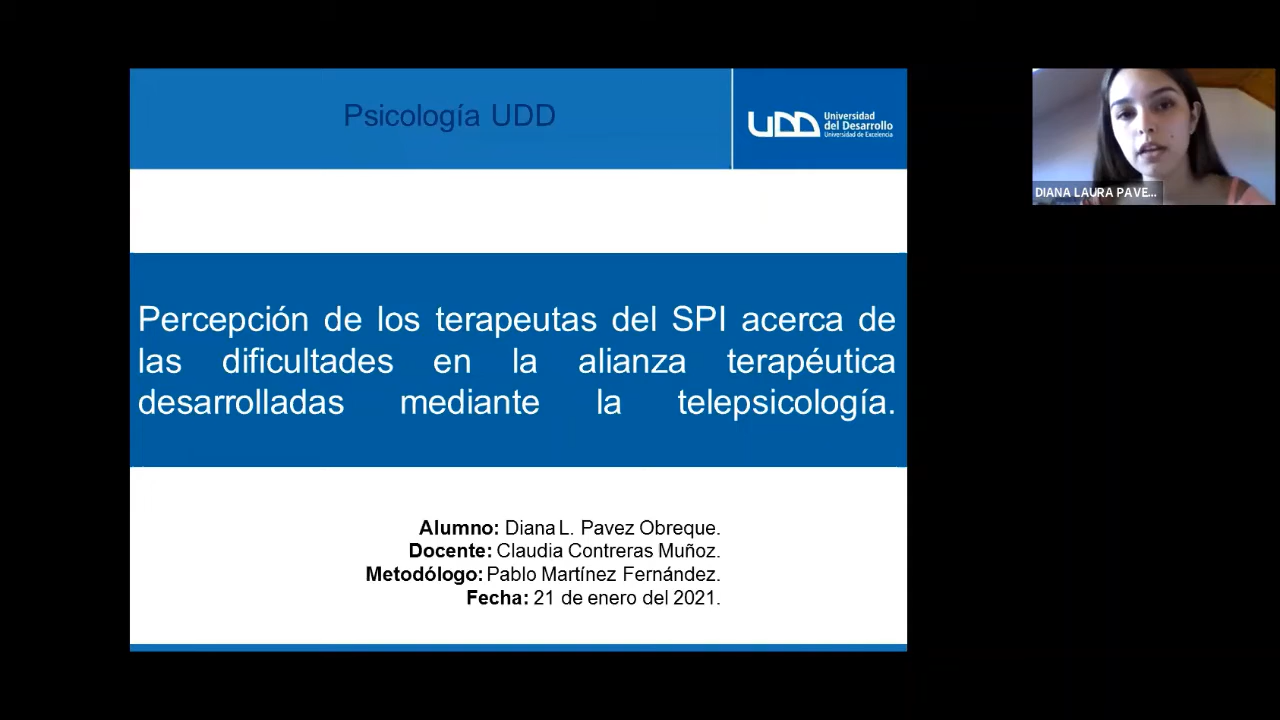 Psicología UDD
UDD
Universidad
del Desarrollo
Universidad de Excelencia
DIANA LAURA PAVE...
Percepción de los terapeutas del SPI acerca de
las dificultades en la alianza terapéutica
desarrolladas mediante la telepsicología.
Alumno: Diana L. Pavez Obreque.
Docente: Claudia Contreras Muñoz.
Metodólogo: Pablo Martínez Fernández.
Fecha: 21 de enero del 2021.